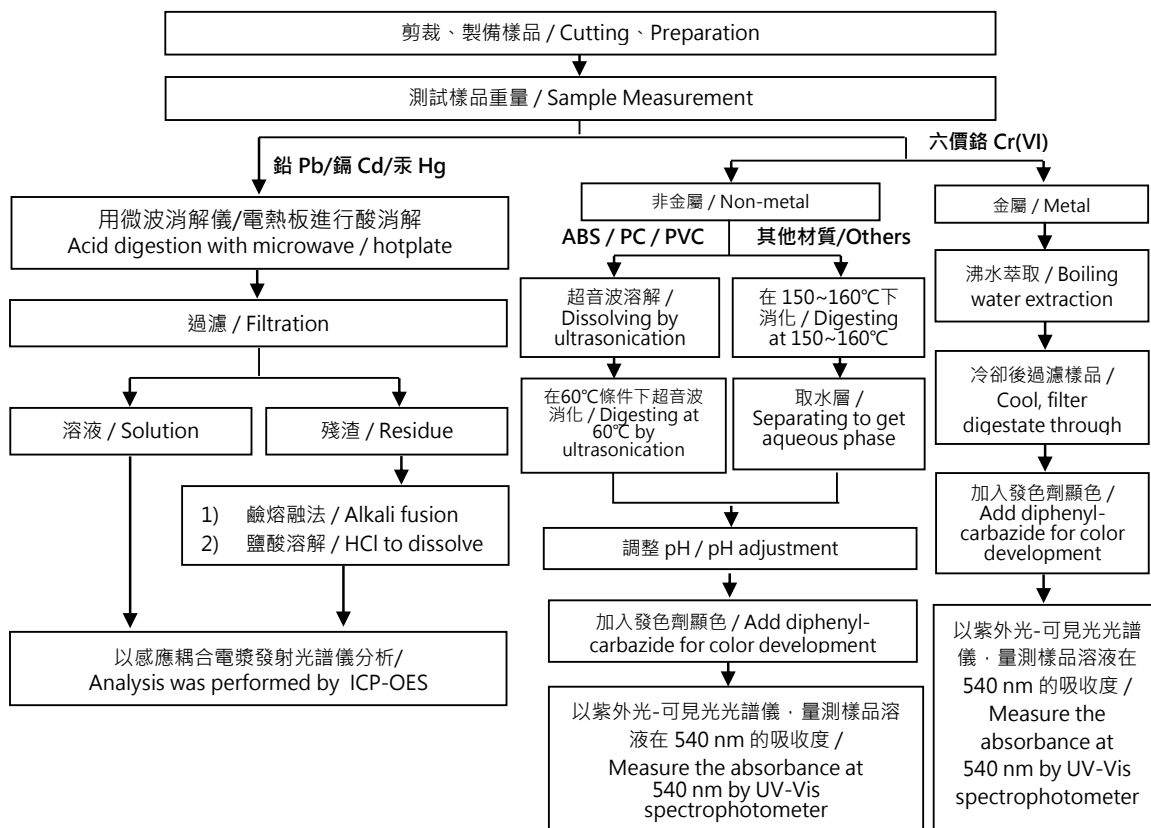 剪裁、製備樣品 / Cutting、Preparation
測試樣品重量 / Sample Measurement
鉛 Pb/鎘 Cd/汞 Hg
六價鉻 Cr(VI)
用微波消解儀/電熱板進行酸消解
Acid digestion with microwave / hotplate
過濾 / Filtration
溶液 / Solution
殘渣 / Residue
1) 鹼熔融法 / Alkali fusion
2) 鹽酸溶解 / HCl to dissolve
以感應耦合電漿發射光譜儀分析/
Analysis was performed by ICP-OES
非金屬 / Non-metal
ABS / PC / PVC
其他材質/Others
超音波溶解 /
Dissolving by
ultrasonication
在60℃條件下超音波
消化 / Digesting at
60℃ by
ultrasonication
在 150~160℃下
消化 / Digesting
at 150~160℃
取水層 /
Separating to get
aqueous phase
調整 pH / pH adjustment
加入發色劑顯色 / Add diphenyl-
carbazide for color development
以紫外光-可見光光譜儀，量測樣品溶
液在 540 nm 的吸收度 /
Measure the absorbance at
540 nm by UV-Vis
spectrophotometer
金屬 / Metal
沸水萃取 / Boiling
water extraction
冷卻後過濾樣品 /
Cool, filter
digestate through
加入發色劑顯色 /
Add diphenyl-
carbazide for color
development
以紫外光-可見光光譜
儀，量測樣品溶液在
540 nm 的吸收度 /
Measure the
absorbance at
540 nm by UV-Vis
spectrophotometer